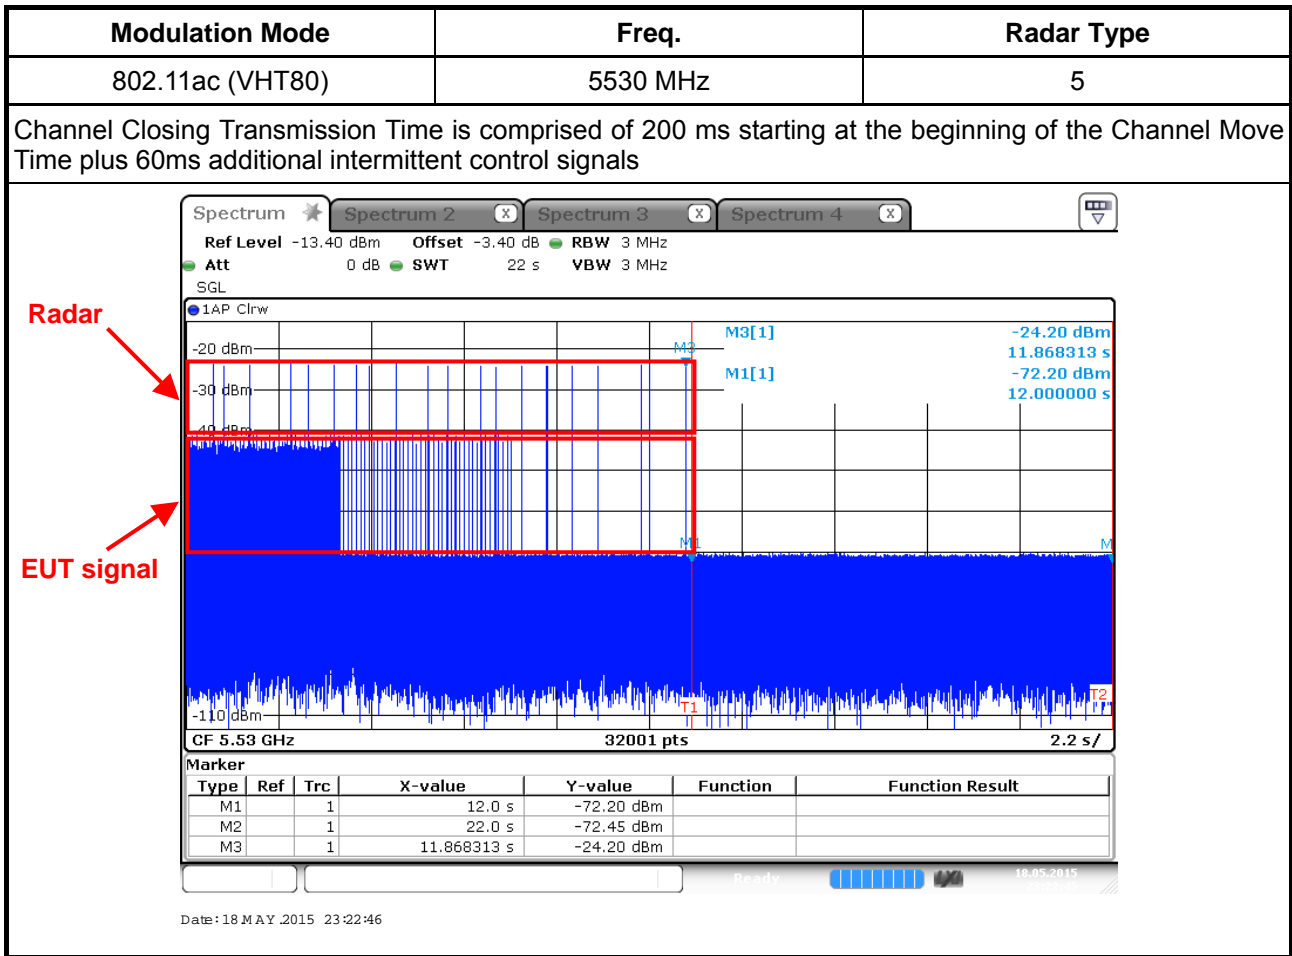 Modulation Mode Freq. Radar Type
802.11ac (VHT80) 5530 MHz 5
Channel Closing Transmission Time is comprised of 200 ms starting at the beginning of the Channel Move
Time plus 60ms additional intermittent control signals
Spectrum Spectrum 2 X Spectrum 3 X Spectrum 4 X
Ref Level -13.40 dBm Offset -3.40 dB RBW 3 MHz
Att 0 dB SWT 22 s VBW 3 MHz
SGL
1AP Clrw
Radar
M3[1] -24.20 dBm
11.868313 s
M1[1] -72.20 dBm
12.000000 s
M3
-20 dBm
-30 dBm
-40 dBm
EUT signal
M1
M
T1
T2
-110 dBm
CF 5.53 GHz 32001 pts 2.2 s/
Marker
Type Ref Trc X-value Y-value Function Function Result
M1 1 12.0 s -72.20 dBm
M2 1 22.0 s -72.45 dBm
M3 1 11.868313 s -24.20 dBm
Ready 18.05.2015
Date: 18.MAY.2015 23:22:46